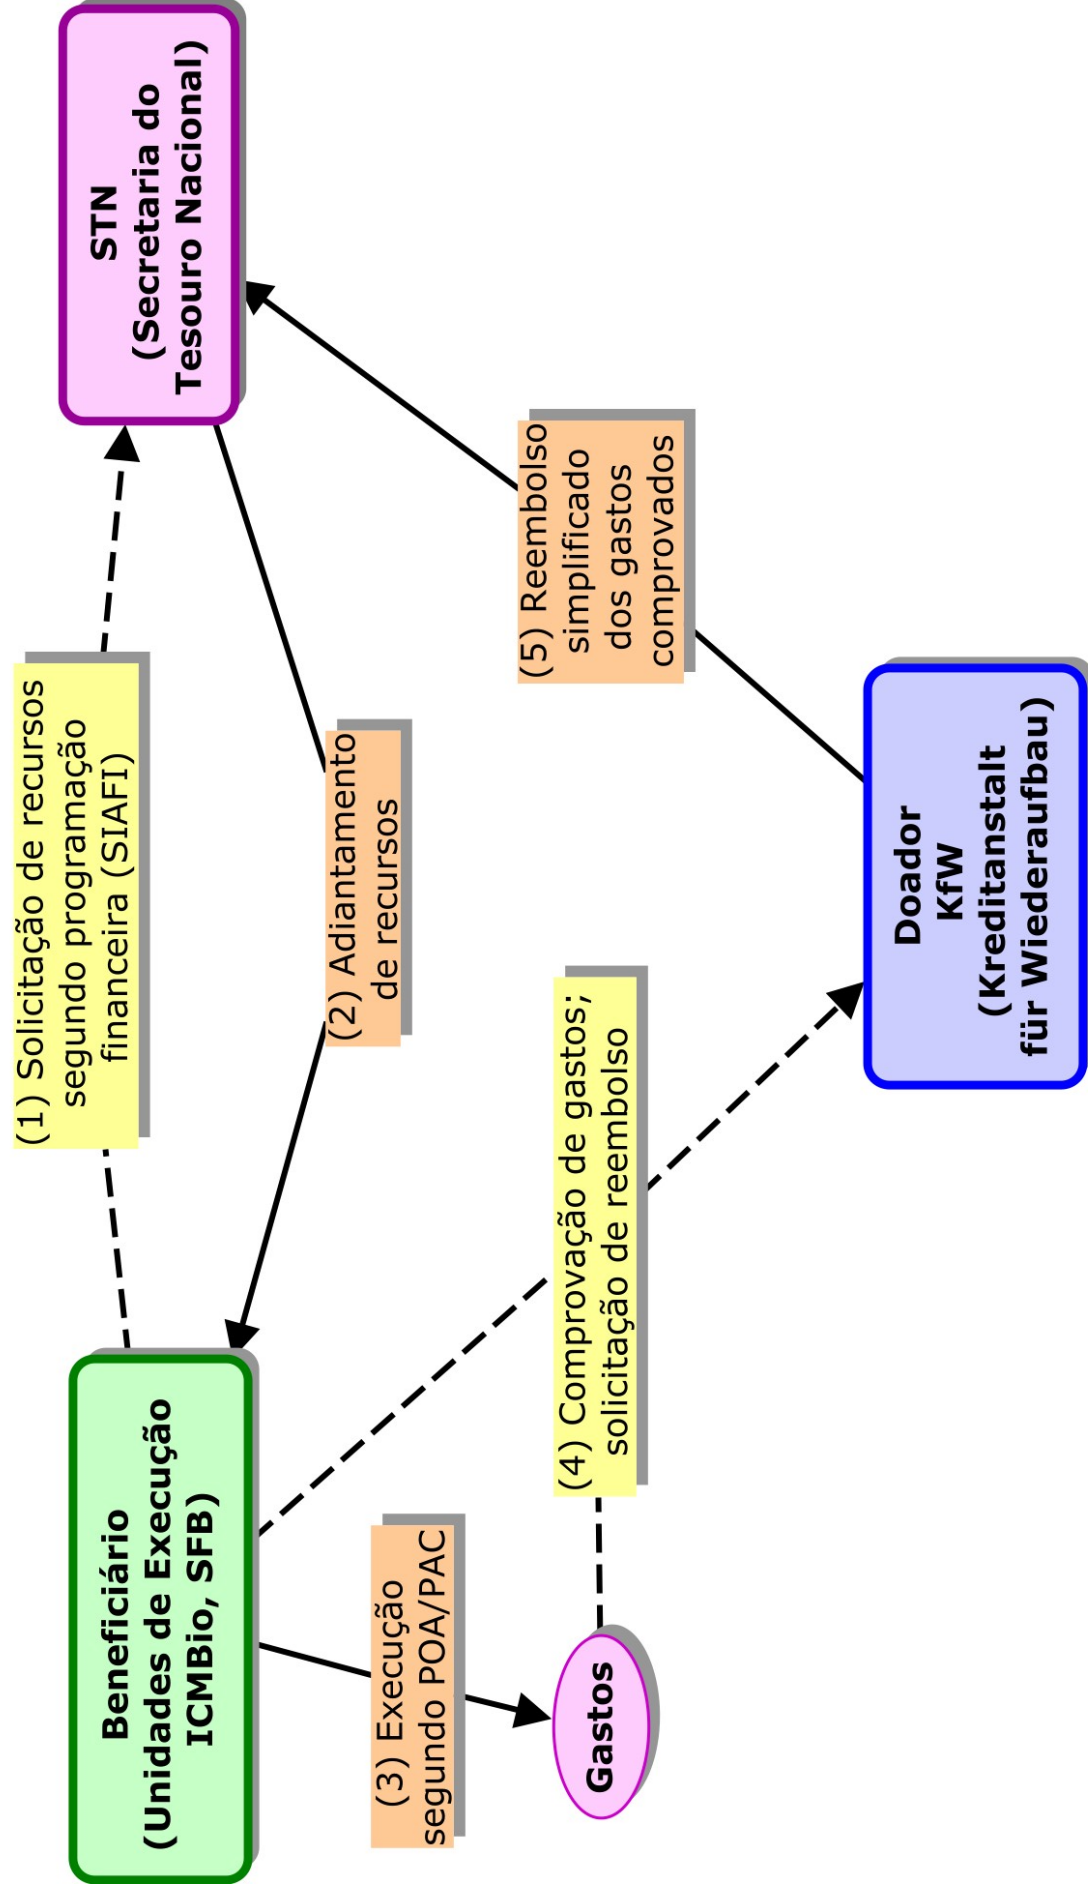 Beneficiário
(Unidades de Execução
ICMBio, SFB)
(1) Solicitação de recursos
segundo programação
financeira (SIAFI)
STN
(Secretaria do
Tesouro Nacional)
(2) Adiantamento
de recursos
(3) Execução
segundo POA/PAC
Gastos
(4) Comprovação de gastos;
solicitação de reembolso
(5) Reembolso
simplificado
dos gastos
comprovados
Doador
KfW
(Kreditanstalt
für Wiederaufbau)